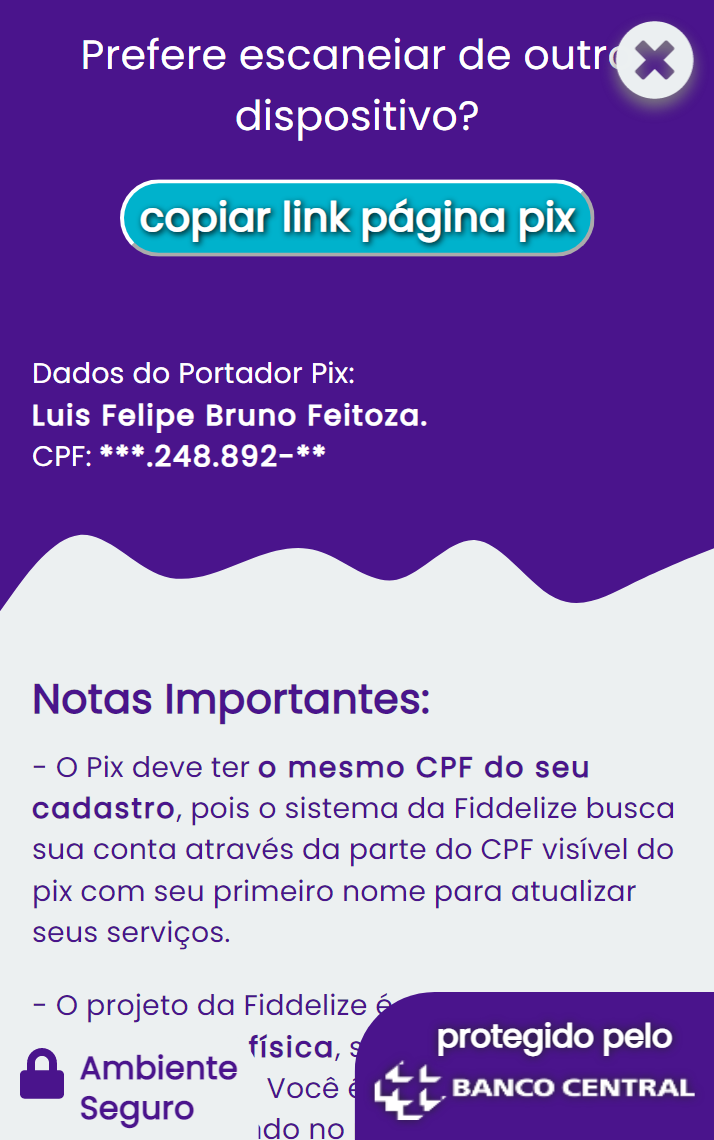 Prefere escaneiar de outro
dispositivo?
copiar link página pix
Dados do Portador Pix:
Luis Felipe Bruno Feitoza.
CPF: ***.248.892-**
Notas Importantes:
- O Pix deve ter o mesmo CPF do seu
cadastro, pois o sistema da Fiddelize busca
sua conta através da parte do CPF visível do
pix com seu primeiro nome para atualizar
seus serviços.
- O projeto da Fiddelize é
física, s
Você é
ndo no
Ambiente
Seguro
protegido pelo
BANCO CENTRAL